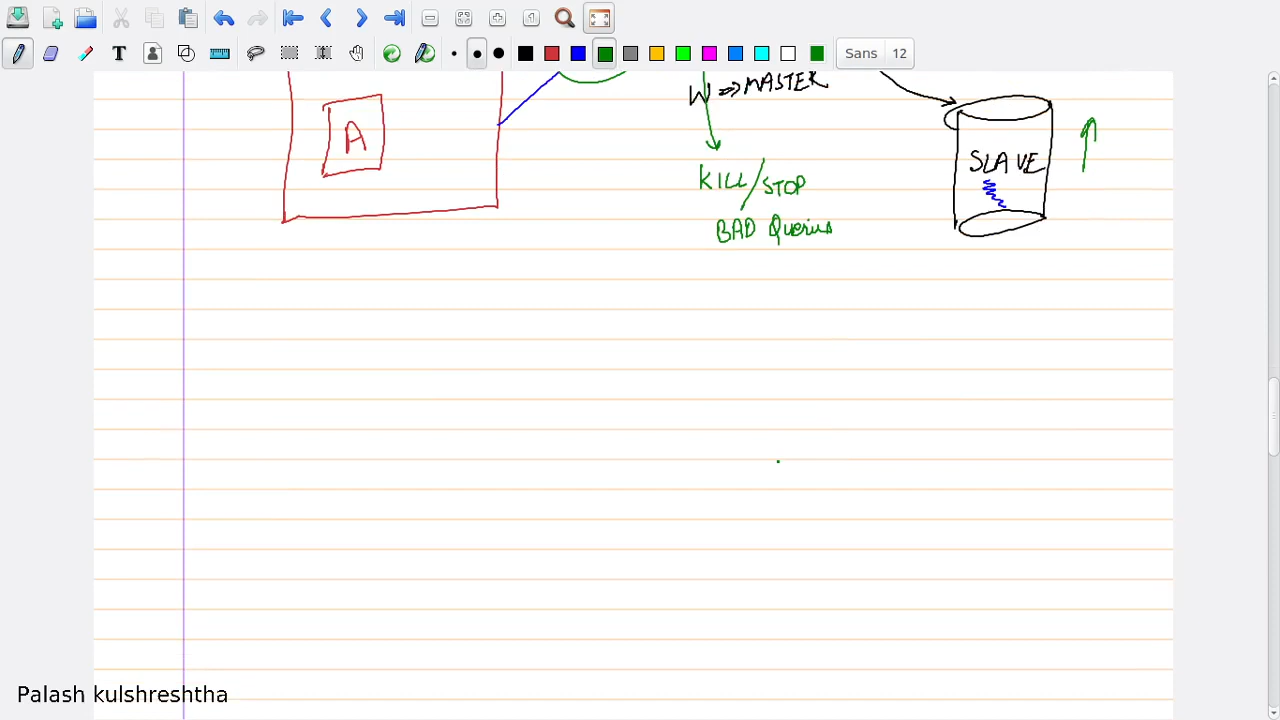 Sans 12
W => MASTER
A
SLAVE
KILL/STOP
BAD Queries
Palash kulshreshtha